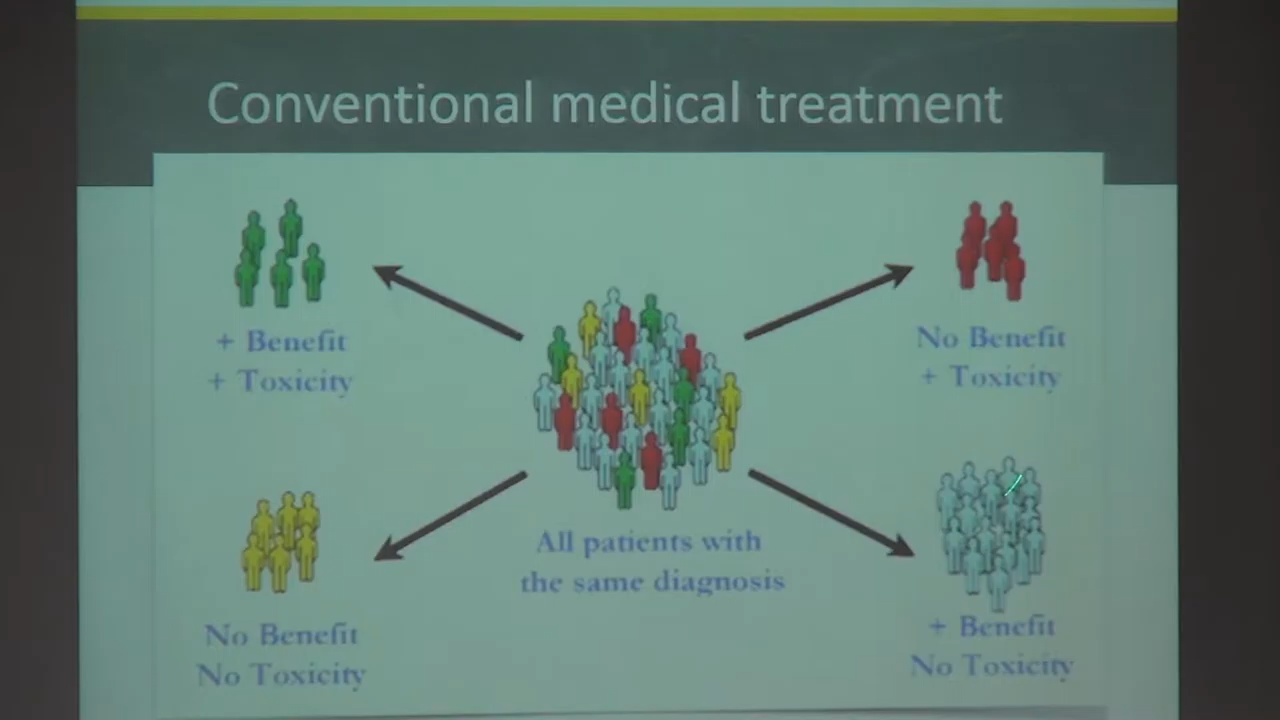 Conventional medical treatment
+ Benefit
+ Toxicity
No Benefit
+ Toxicity
All patients with
the same diagnosis
No Benefit
No Toxicity
+ Benefit
No Toxicity